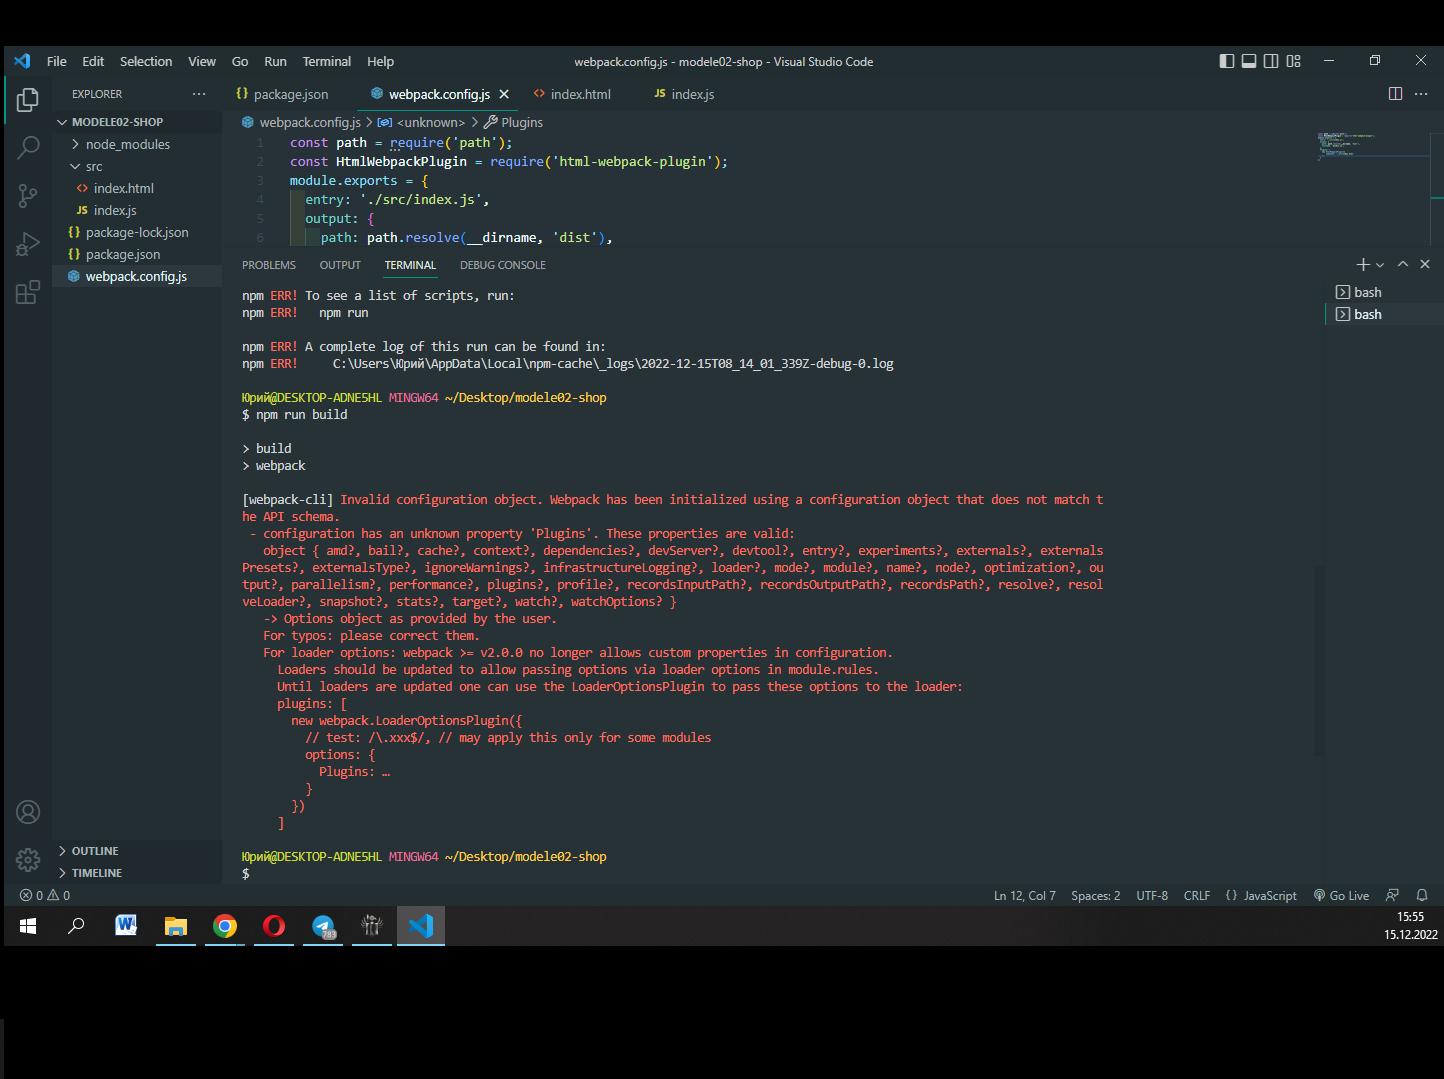 File Edit Selection View Go Run Terminal Help
webpack.config.js - modele02-shop - Visual Studio Code
EXPLORER
package.json
webpack.config.js
index.html
JS index.js
MODELE02-SHOP
node_modules
src
index.html
JS index.js
{} package-lock.json
{} package.json
webpack.config.js
webpack.config.js > <unknown> > Plugins
1 const path = require('path');
2 const HtmlWebpackPlugin = require('html-webpack-plugin');
3 module.exports = {
4 entry: './src/index.js',
5 output: {
6 path: path.resolve(__dirname, 'dist'),
PROBLEMS OUTPUT TERMINAL DEBUG CONSOLE
bash
bash
npm ERR! To see a list of scripts, run:
npm ERR!   npm run
npm ERR! A complete log of this run can be found in:
npm ERR!     C:\Users\Юрий\AppData\Local\npm-cache\_logs\2022-12-15T08_14_01_339Z-debug-0.log
Юрий@DESKTOP-ADNE5HL MINGW64 ~/Desktop/modele02-shop
$ npm run build
> build
> webpack
[webpack-cli] Invalid configuration object. Webpack has been initialized using a configuration object that does not match t
he API schema.
- configuration has an unknown property 'Plugins'. These properties are valid:
object { amd?, bail?, cache?, context?, dependencies?, devServer?, devtool?, entry?, experiments?, externals?, externals
Presets?, externalsType?, ignoreWarnings?, infrastructureLogging?, loader?, mode?, module?, name?, node?, optimization?, ou
tput?, parallelism?, performance?, plugins?, profile?, recordsInputPath?, recordsOutputPath?, recordsPath?, resolve?, resol
veLoader?, snapshot?, stats?, target?, watch?, watchOptions? }
-> Options object as provided by the user.
For typos: please correct them.
For loader options: webpack >= v2.0.0 no longer allows custom properties in configuration.
Loaders should be updated to allow passing options via loader options in module.rules.
Until loaders are updated one can use the LoaderOptionsPlugin to pass these options to the loader:
plugins: [
new webpack.LoaderOptionsPlugin({
// test: /\.xxx$/, // may apply this only for some modules
options: {
Plugins: …
}
})
]
Юрий@DESKTOP-ADNE5HL MINGW64 ~/Desktop/modele02-shop
$
OUTLINE
TIMELINE
0 0
Ln 12, Col 7 Spaces: 2 UTF-8 CRLF {} JavaScript Go Live
783
15:55
15.12.2022